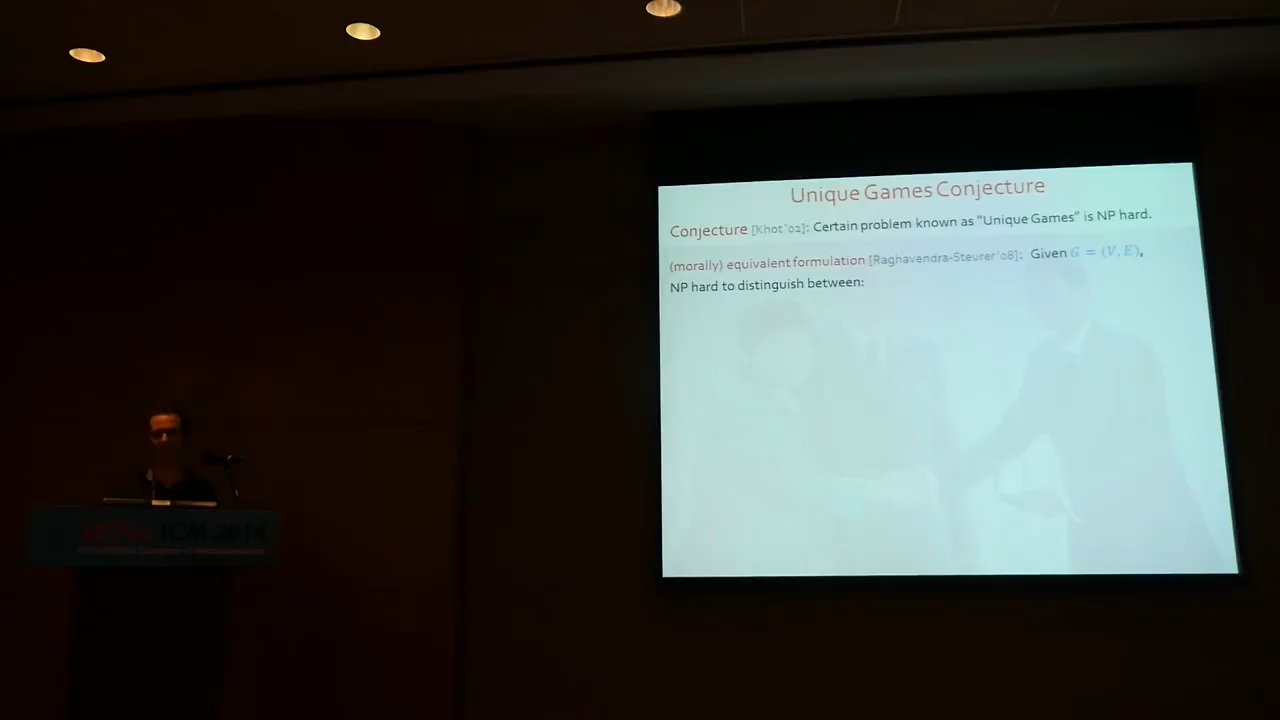 Unique Games Conjecture
Conjecture [Khot'02]: Certain problem known as "Unique Games" is NP hard.
(morally) equivalent formulation [Raghavendra-Steurer'08]: Given G = (V, E),
NP hard to distinguish between:
SEOUL ICM 2014